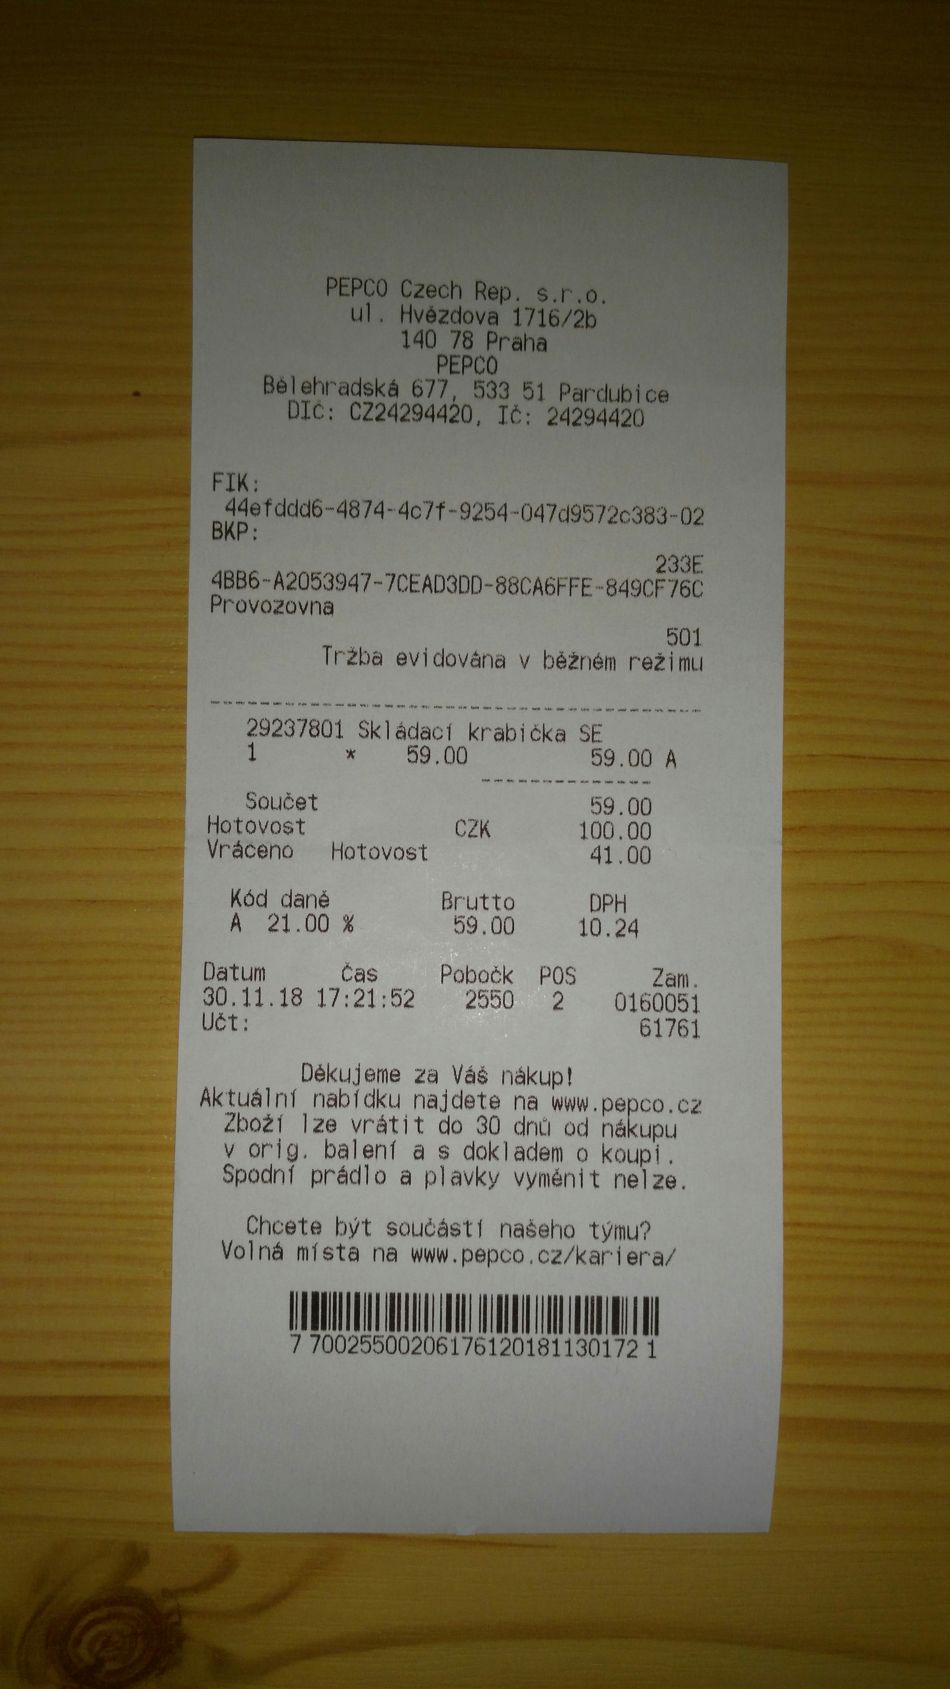 PEPCO Czech Rep. s.r.o.
ul. Hvězdova 1716/2b
140 78 Praha
PEPCO
Bělehradská 677, 533 51 Pardubice
DIČ: CZ24294420, IČ: 24294420
FIK:
44efddd6-4874-4c7f-9254-047d9572c383-02
BKP:
233E
4BB6-A2053947-7CEAD3DD-88CA6FFE-849CF76C
Provozovna
501
Tržba evidována v běžném režimu
29237801 Skládací krabička SE
1 * 59.00 59.00 A
Součet 59.00
Hotovost CZK 100.00
Vráceno Hotovost 41.00
Kód daně Brutto DPH
A 21.00 % 59.00 10.24
Datum Čas Pobočk POS Zam.
30.11.18 17:21:52 2550 2 0160051
Účt: 61761
Děkujeme za Váš nákup!
Aktuální nabídku najdete na www.pepco.cz
Zboží lze vrátit do 30 dnů od nákupu
v orig. balení a s dokladem o koupi.
Spodní prádlo a plavky vyměnit nelze.
Chcete být součástí našeho týmu?
Volná místa na www.pepco.cz/kariera/
7 70025500206176120181130172 1